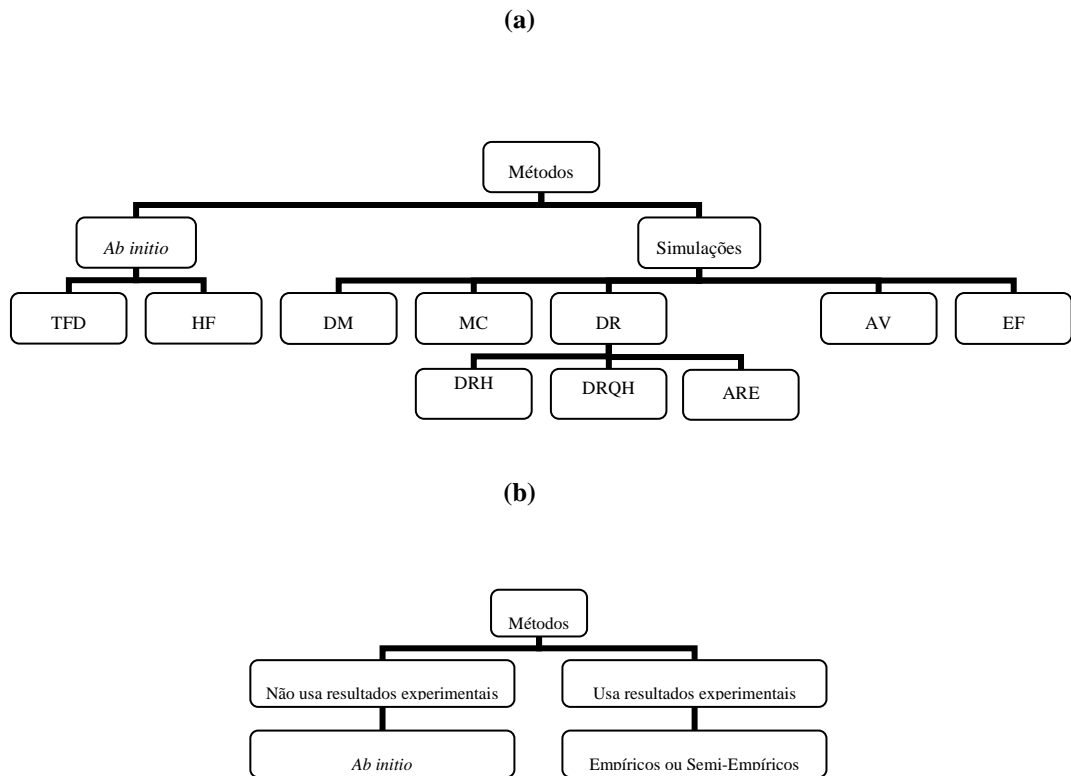 (a)
Métodos
Ab initio
Simulações
TFD
HF
DM
MC
DR
AV
EF
DRH
DRQH
ARE
(b)
Métodos
Não usa resultados experimentais
Usa resultados experimentais
Ab initio
Empíricos ou Semi-Empíricos